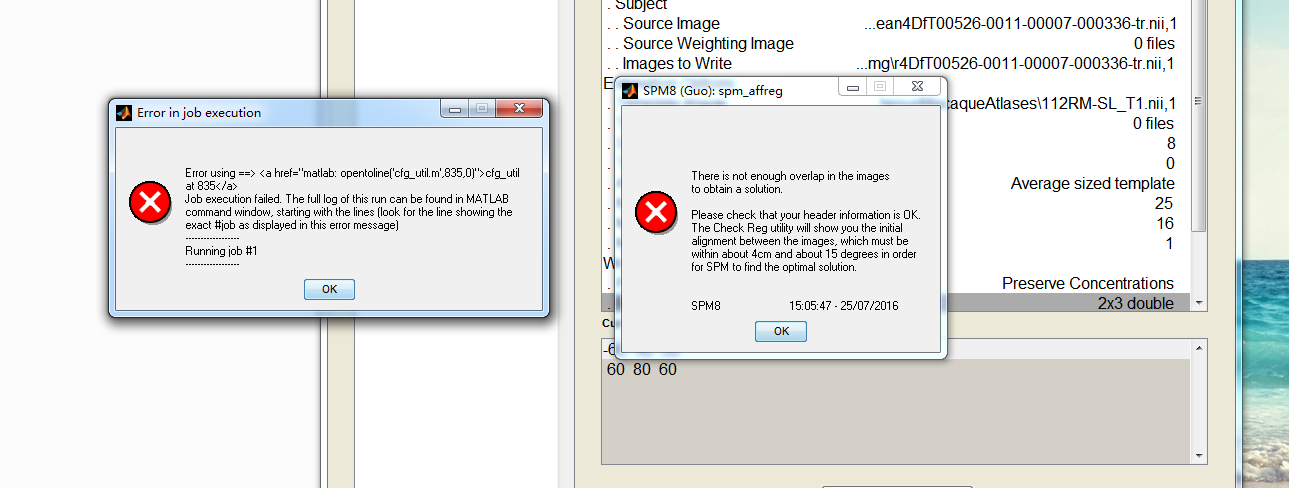 . Subject
. . Source Image ...ean4DfT00526-0011-00007-000336-tr.nii,1
. . Source Weighting Image 0 files
. . Images to Write ...mg\r4DfT00526-0011-00007-000336-tr.nii,1
...caqueAtlases\112RM-SL_T1.nii,1
0 files
8
0
Average sized template
25
16
1
Preserve Concentrations
2x3 double
60 80 60
Error in job execution
Error using ==> <a href="matlab: opentoline('cfg_util.m',835,0)">cfg_util
at 835</a>
Job execution failed. The full log of this run can be found in MATLAB
command window, starting with the lines (look for the line showing the
exact #job as displayed in this error message)
------------------
Running job #1
------------------
OK
SPM8 (Guo): spm_affreg
There is not enough overlap in the images
to obtain a solution.
Please check that your header information is OK.
The Check Reg utility will show you the initial
alignment between the images, which must be
within about 4cm and about 15 degrees in order
for SPM to find the optimal solution.
SPM8 15:05:47 - 25/07/2016
OK